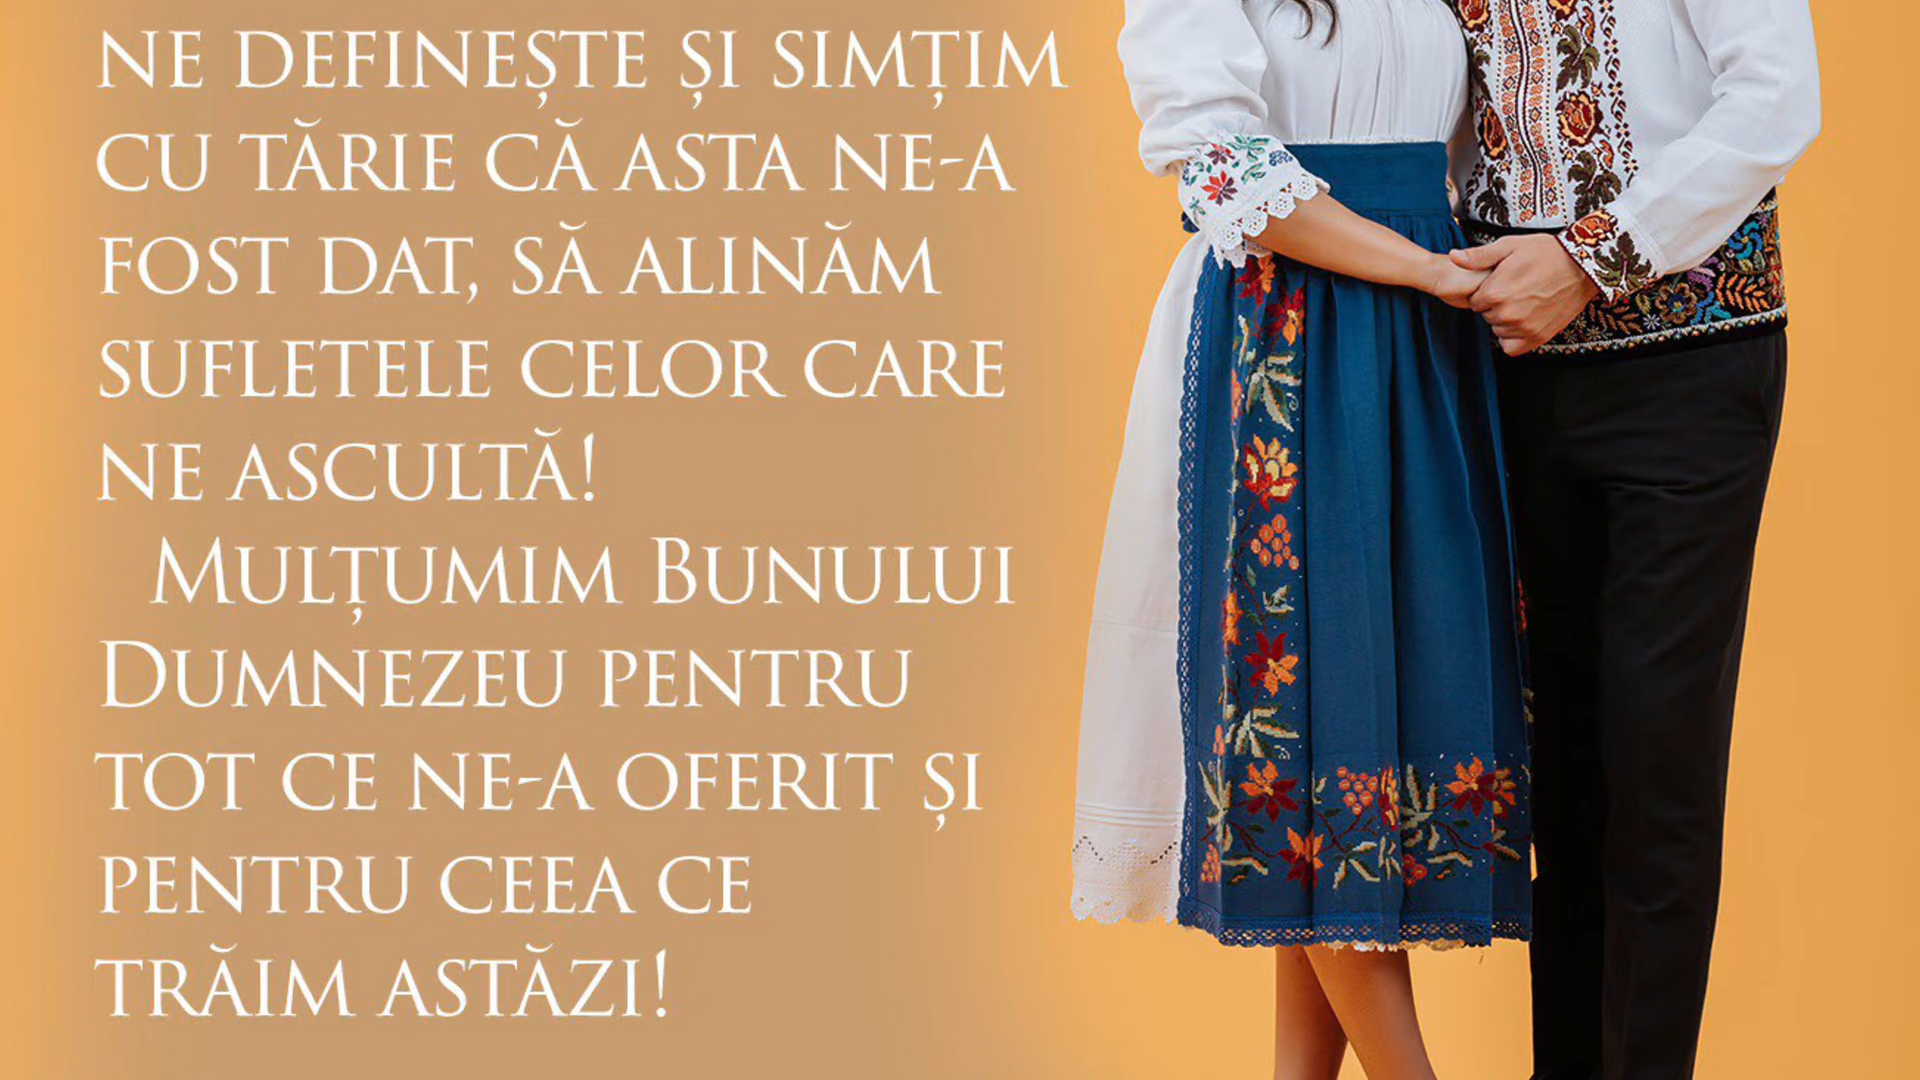 NE DEFINEȘTE ȘI SIMȚIM
CU TĂRIE CĂ ASTA NE-A
FOST DAT, SĂ ALINĂM
SUFLETELE CELOR CARE
NE ASCULTĂ!
MULȚUMIM BUNULUI
DUMNEZEU PENTRU
TOT CE NE-A OFERIT ȘI
PENTRU CEEA CE
TRĂIM ASTĂZI!